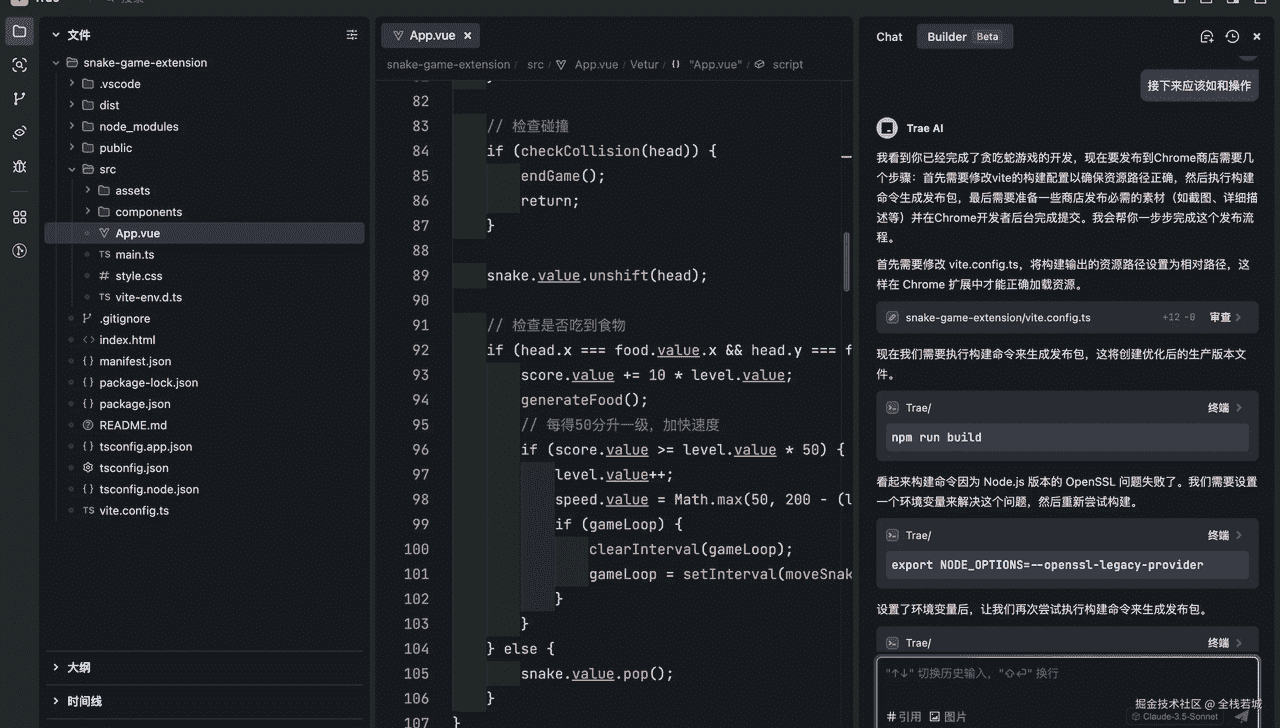 文件
snake-game-extension
.vscode
dist
node_modules
public
src
assets
components
App.vue
TS main.ts
# style.css
TS vite-env.d.ts
.gitignore
<> index.html
{} manifest.json
{} package-lock.json
{} package.json
README.md
{} tsconfig.app.json
tsconfig.json
{} tsconfig.node.json
TS vite.config.ts
大纲
时间线
App.vue ×
snake-game-extension / src / App.vue / Vetur / {} "App.vue" / script
82
83 // 检查碰撞
84 if (checkCollision(head)) {
85 endGame();
86 return;
87 }
88
89 snake.value.unshift(head);
90
91 // 检查是否吃到食物
92 if (head.x === food.value.x && head.y === f
93 score.value += 10 * level.value;
94 generateFood();
95 // 每得50分升一级，加快速度
96 if (score.value >= level.value * 50) {
97 level.value++;
98 speed.value = Math.max(50, 200 - (l
99 if (gameLoop) {
100 clearInterval(gameLoop);
101 gameLoop = setInterval(moveSnak
102 }
103 }
104 } else {
105 snake.value.pop();
106 }
107 }
Chat Builder Beta
接下来应该如和操作
Trae AI
我看到你已经完成了贪吃蛇游戏的开发，现在要发布到Chrome商店需要几
个步骤：首先需要修改vite的构建配置以确保资源路径正确，然后执行构建
命令生成发布包，最后需要准备一些商店发布必需的素材（如截图、详细描
述等）并在Chrome开发者后台完成提交。我会帮你一步步完成这个发布流
程。
首先需要修改 vite.config.ts，将构建输出的资源路径设置为相对路径，这
样在 Chrome 扩展中才能正确加载资源。
snake-game-extension/vite.config.ts +12 -0 审查
现在我们需要执行构建命令来生成发布包，这将创建优化后的生产版本文
件。
Trae/ 终端
npm run build
看起来构建命令因为 Node.js 版本的 OpenSSL 问题失败了。我们需要设置
一个环境变量来解决这个问题，然后重新尝试构建。
Trae/ 终端
export NODE_OPTIONS=--openssl-legacy-provider
设置了环境变量后，让我们再次尝试执行构建命令来生成发布包。
Trae/ 终端
"↑↓" 切换历史输入，"⇧⏎" 换行
掘金技术社区 @ 全栈若城
# 引用 图片 Claude-3.5-Sonnet